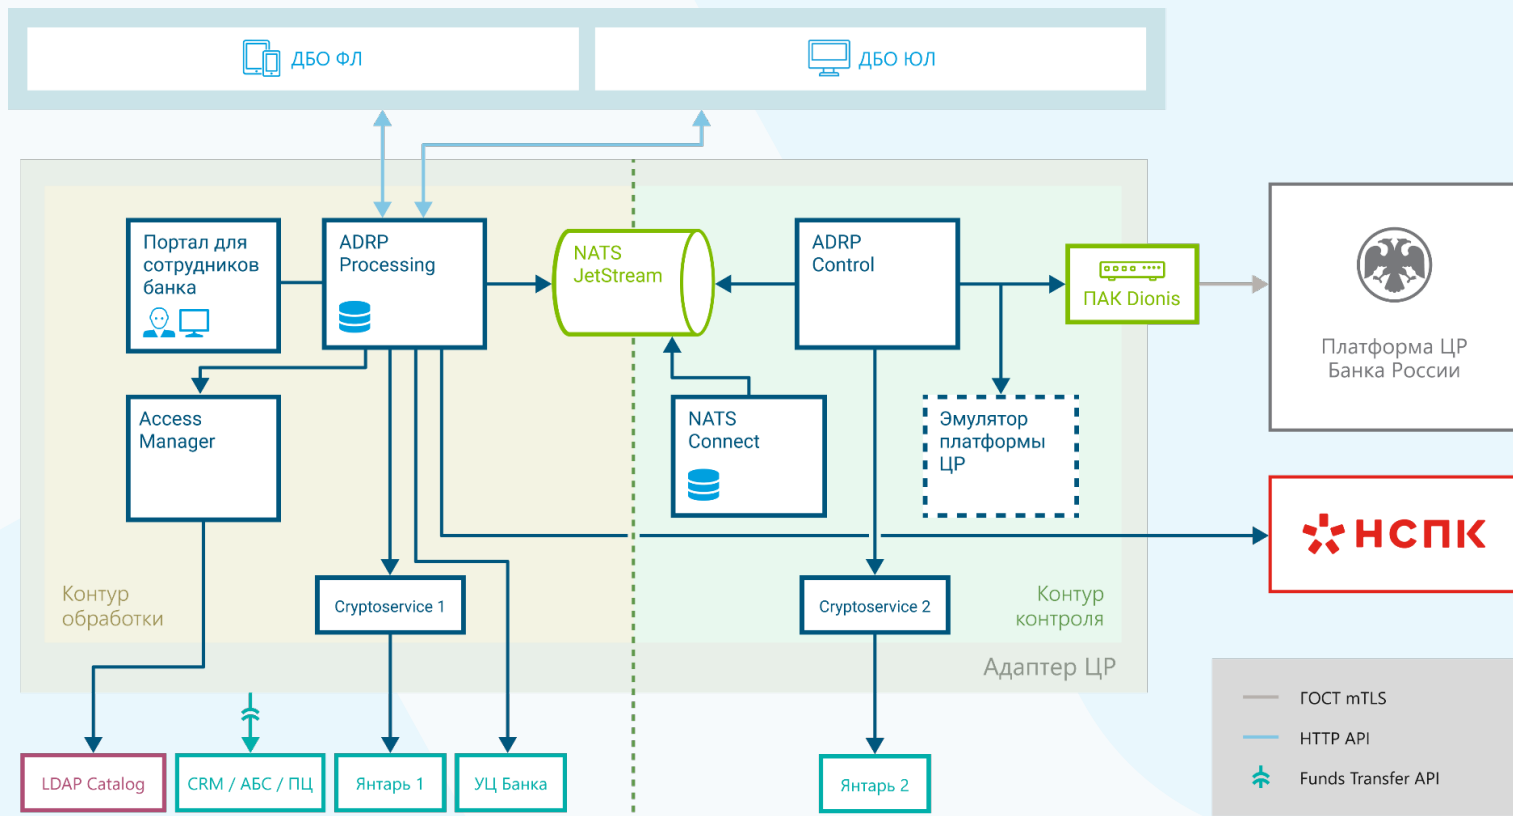 ДБО ФЛ
ДБО ЮЛ
Портал для
сотрудников
банка
ADRP
Processing
NATS
JetStream
ADRP
Control
ПАК Dionis
Платформа ЦР
Банка России
Access
Manager
NATS
Connect
Эмулятор
платформы
ЦР
НСПК
Контур
обработки
Cryptoservice 1
Cryptoservice 2
Контур
контроля
Адаптер ЦР
LDAP Catalog
CRM / АБС / ПЦ
Янтарь 1
УЦ Банка
Янтарь 2
ГОСТ mTLS
HTTP API
Funds Transfer API